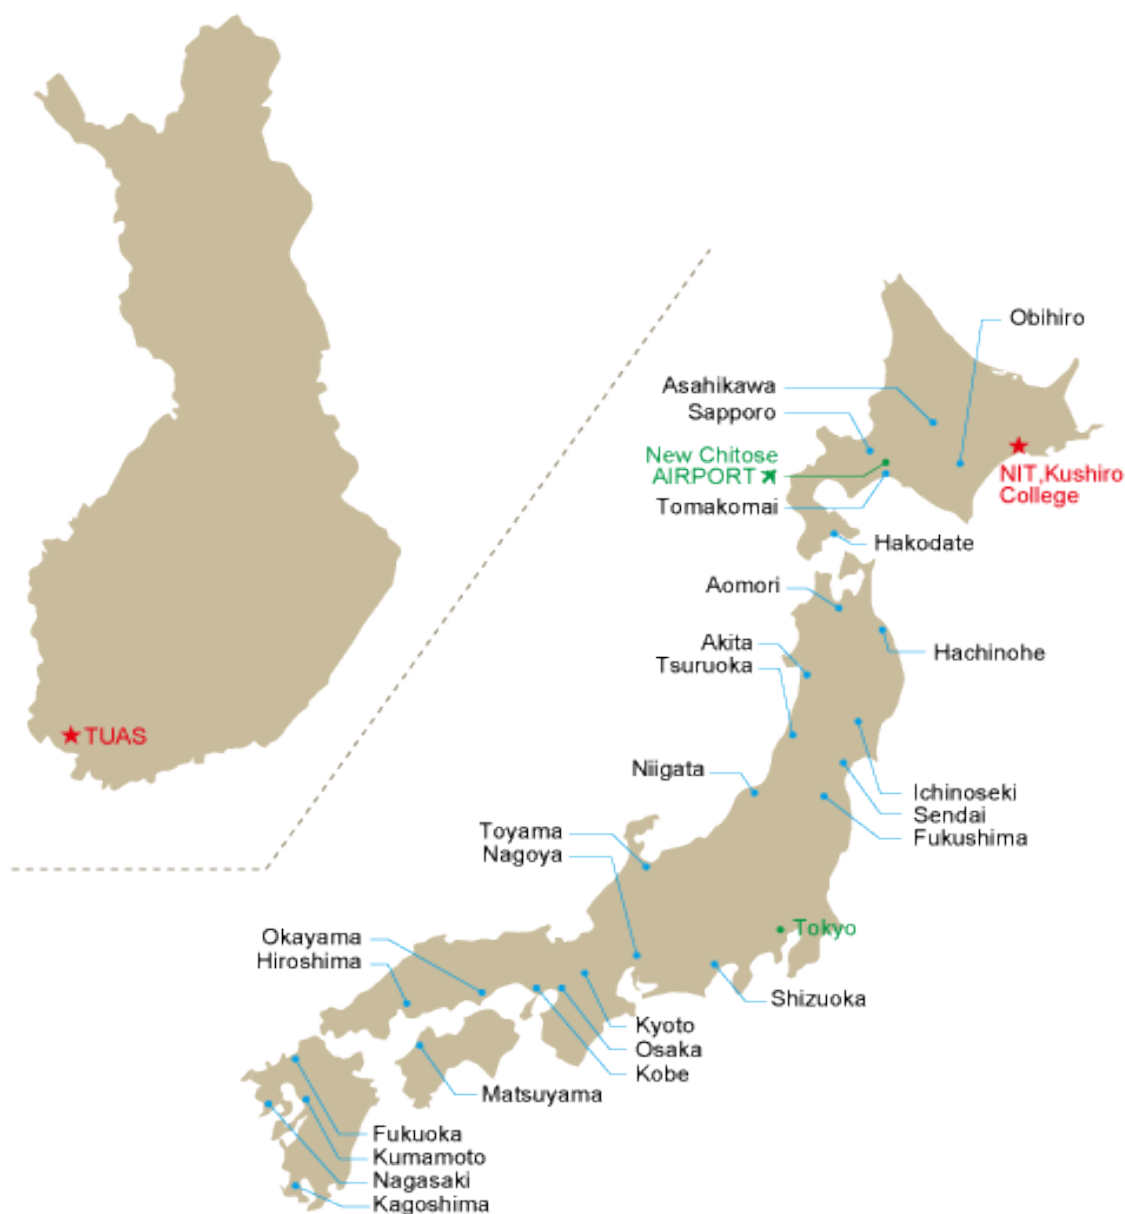 TUAS
Obihiro
Asahikawa
Sapporo
New Chitose
AIRPORT
NIT,Kushiro
College
Tomakomai
Hakodate
Aomori
Akita
Hachinohe
Tsuruoka
Niigata
Ichinoseki
Sendai
Fukushima
Toyama
Nagoya
Tokyo
Okayama
Hiroshima
Shizuoka
Kyoto
Osaka
Kobe
Matsuyama
Fukuoka
Kumamoto
Nagasaki
Kagoshima